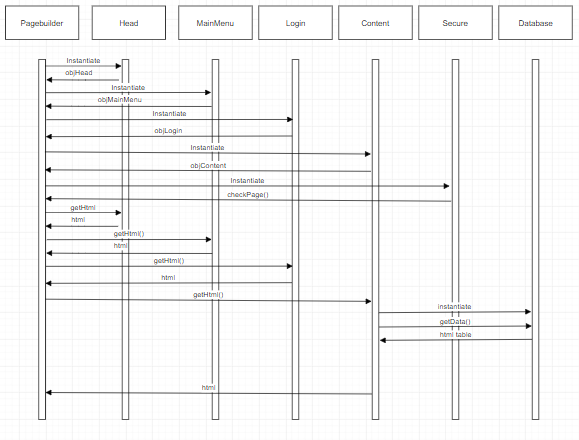 Pagebuilder
Head
MainMenu
Login
Content
Secure
Database
Instantiate
objHead
Instantiate
objMainMenu
Instantiate
objLogin
Instantiate
objContent
Instantiate
checkPage()
getHtml
html
getHtml()
html
getHtml()
html
getHtml()
instantiate
getData()
html table
html